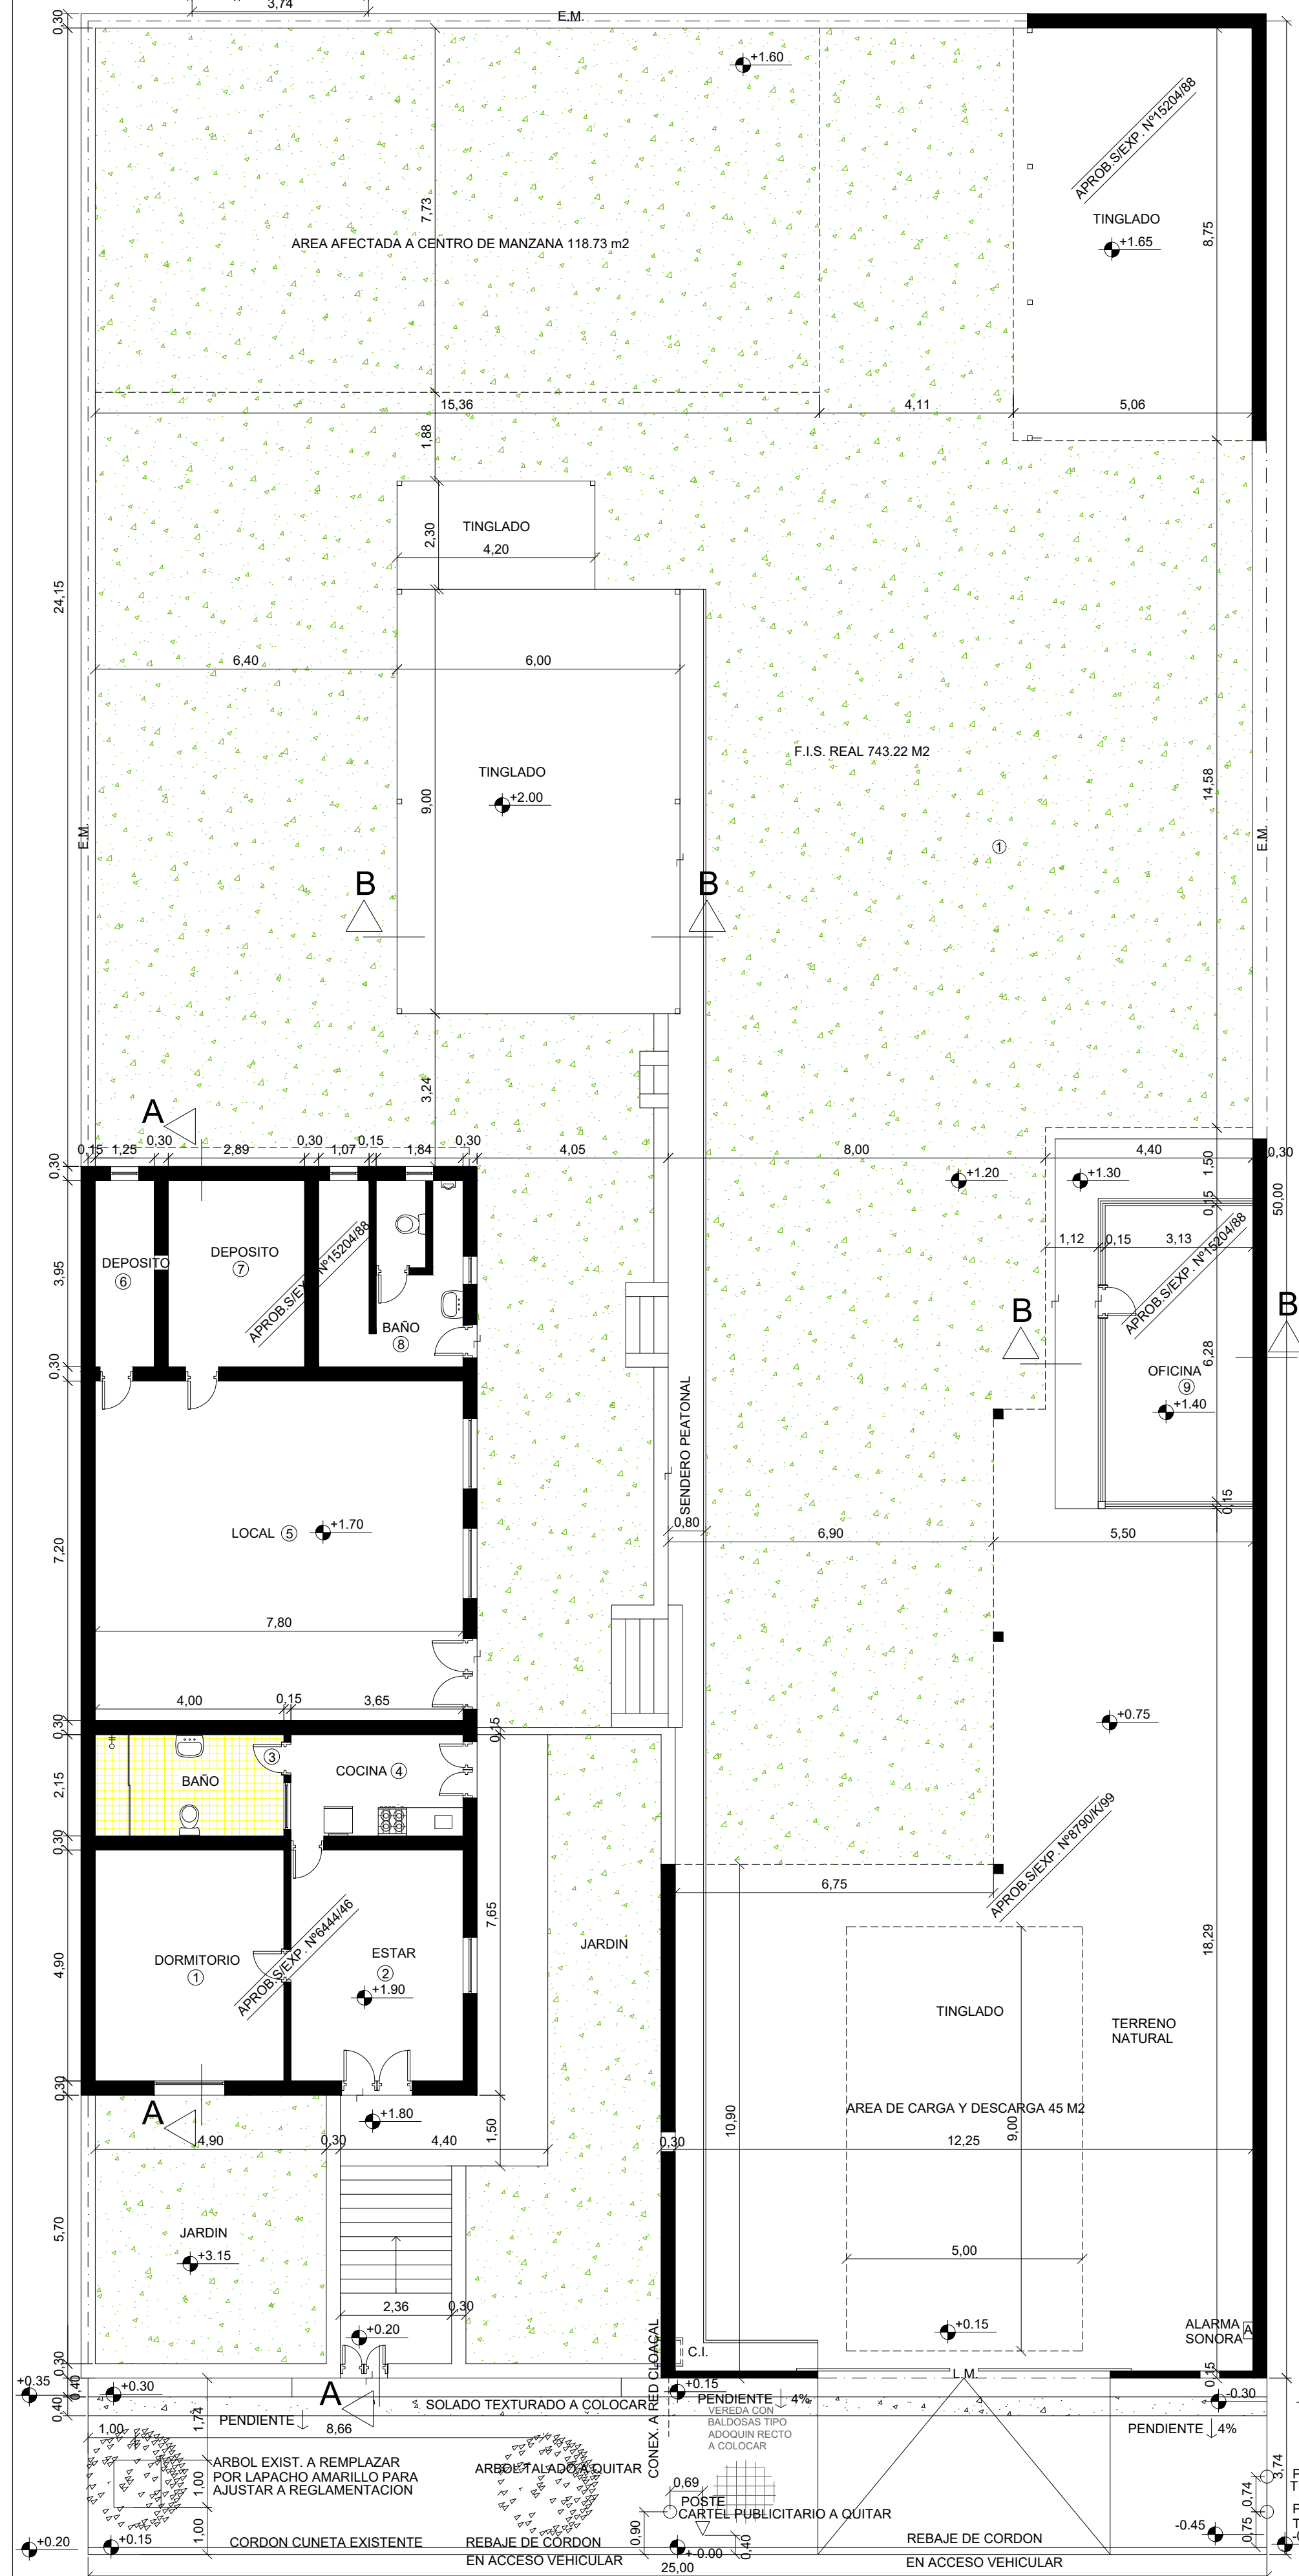 3,74
0,30
E.M.
+1.60
APROB.S/EXP. Nº15204/88
TINGLADO
+1.65
7,73
8,75
AREA AFECTADA A CENTRO DE MANZANA 118.73 m2
15,36
4,11
5,06
1,88
TINGLADO
2,30
4,20
24,15
6,40
6,00
F.I.S. REAL 743.22 M2
TINGLADO
+2.00
9,00
14,58
E.M.
E.M.
1
B
B
3,24
A
0,15
1,25
0,30
2,89
0,30
1,07
0,15
1,84
0,30
4,05
8,00
4,40
0,30
0,30
+1.20
+1.30
1,50
50,00
0,15
DEPOSITO
6
DEPOSITO
7
APROB.S/EXP. Nº15204/88
3,95
BAÑO
8
1,12
0,15
3,13
APROB.S/EXP. Nº15204/88
B
B
6,28
OFICINA
9
+1.40
0,30
SENDERO PEATONAL
0,15
LOCAL 5
+1.70
7,20
0,80
6,90
5,50
7,80
4,00
0,15
3,65
0,30
0,15
+0.75
3
BAÑO
COCINA 4
2,15
0,30
APROB.S/EXP. Nº8790/K/99
6,75
7,65
APROB.S/EXP. Nº6444/46
4,90
DORMITORIO
1
ESTAR
2
+1.90
JARDIN
18,29
TINGLADO
TERRENO
NATURAL
0,30
A
+1.80
1,50
10,90
AREA DE CARGA Y DESCARGA 45 M2
9,00
4,90
0,30
4,40
0,30
12,25
5,70
JARDIN
+3.15
5,00
2,36
0,30
+0.20
+0.15
ALARMA
SONORA A
C.I.
CONEX. A RED CLOACAL
0,30
L.M.
0,15
+0.35
0,40
+0.30
A
SOLADO TEXTURADO A COLOCAR
+0.15
PENDIENTE 4%
-0.30
0,40
1,74
PENDIENTE
VEREDA CON
BALDOSAS TIPO
ADOQUIN RECTO
A COLOCAR
PENDIENTE 4%
1,00
8,66
ARBOL EXIST. A REMPLAZAR
POR LAPACHO AMARILLO PARA
AJUSTAR A REGLAMENTACION
1,00
ARBOL TALADO A QUITAR
0,69
POSTE
CARTEL PUBLICITARIO A QUITAR
3,74
0,74
0,75
P
T
P
T
+0.20
+0.15
1,00
CORDON CUNETA EXISTENTE
REBAJE DE CORDON
EN ACCESO VEHICULAR
0,90
+-0.00
0,40
REBAJE DE CORDON
EN ACCESO VEHICULAR
-0.45
25,00